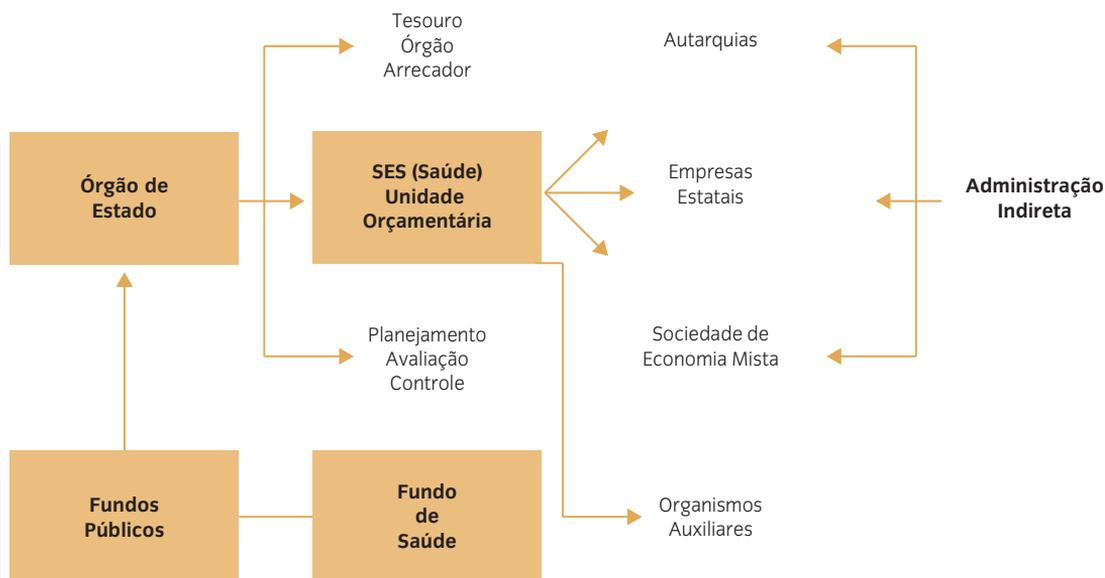 Tesouro
Órgão
Arrecador
Autarquias
Órgão de
Estado
SES (Saúde)
Unidade
Orçamentária
Empresas
Estatais
Administração
Indireta
Planejamento
Avaliação
Controle
Sociedade de
Economia Mista
Fundos
Públicos
Fundo
de
Saúde
Organismos
Auxiliares